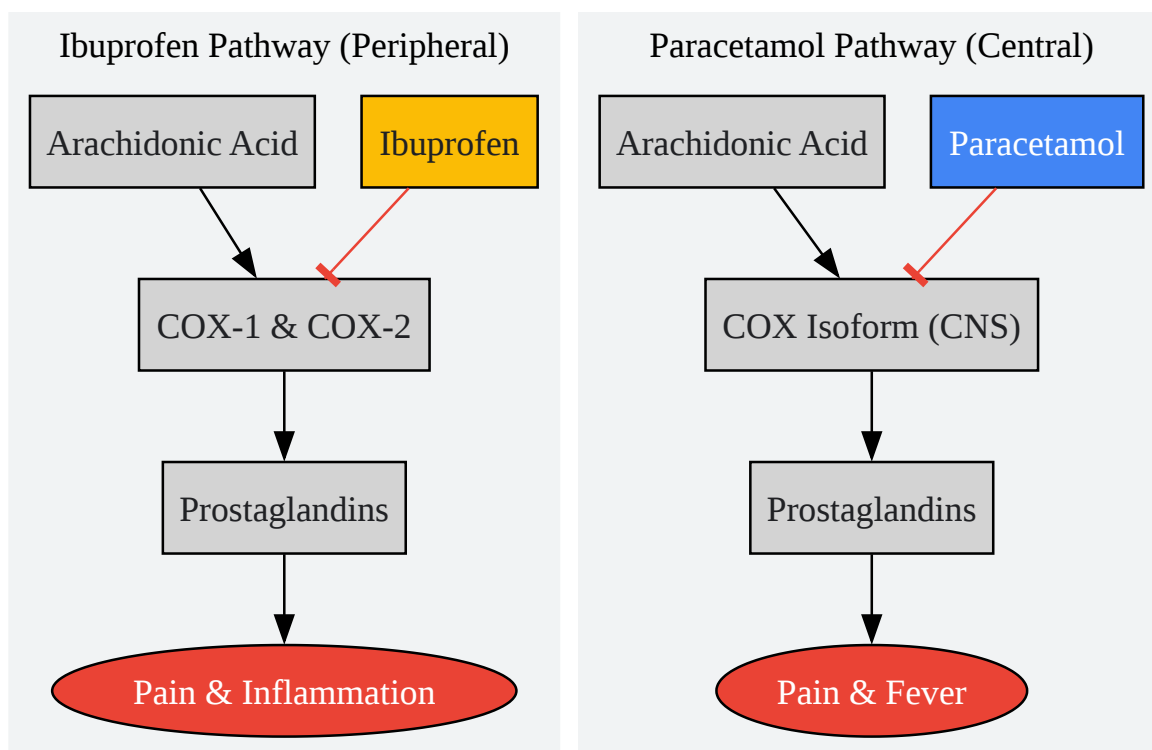 Ibuprofen Pathway (Peripheral)
Arachidonic Acid
Ibuprofen
COX-1 & COX-2
Prostaglandins
Pain & Inflammation
Paracetamol Pathway (Central)
Arachidonic Acid
Paracetamol
COX Isoform (CNS)
Prostaglandins
Pain & Fever